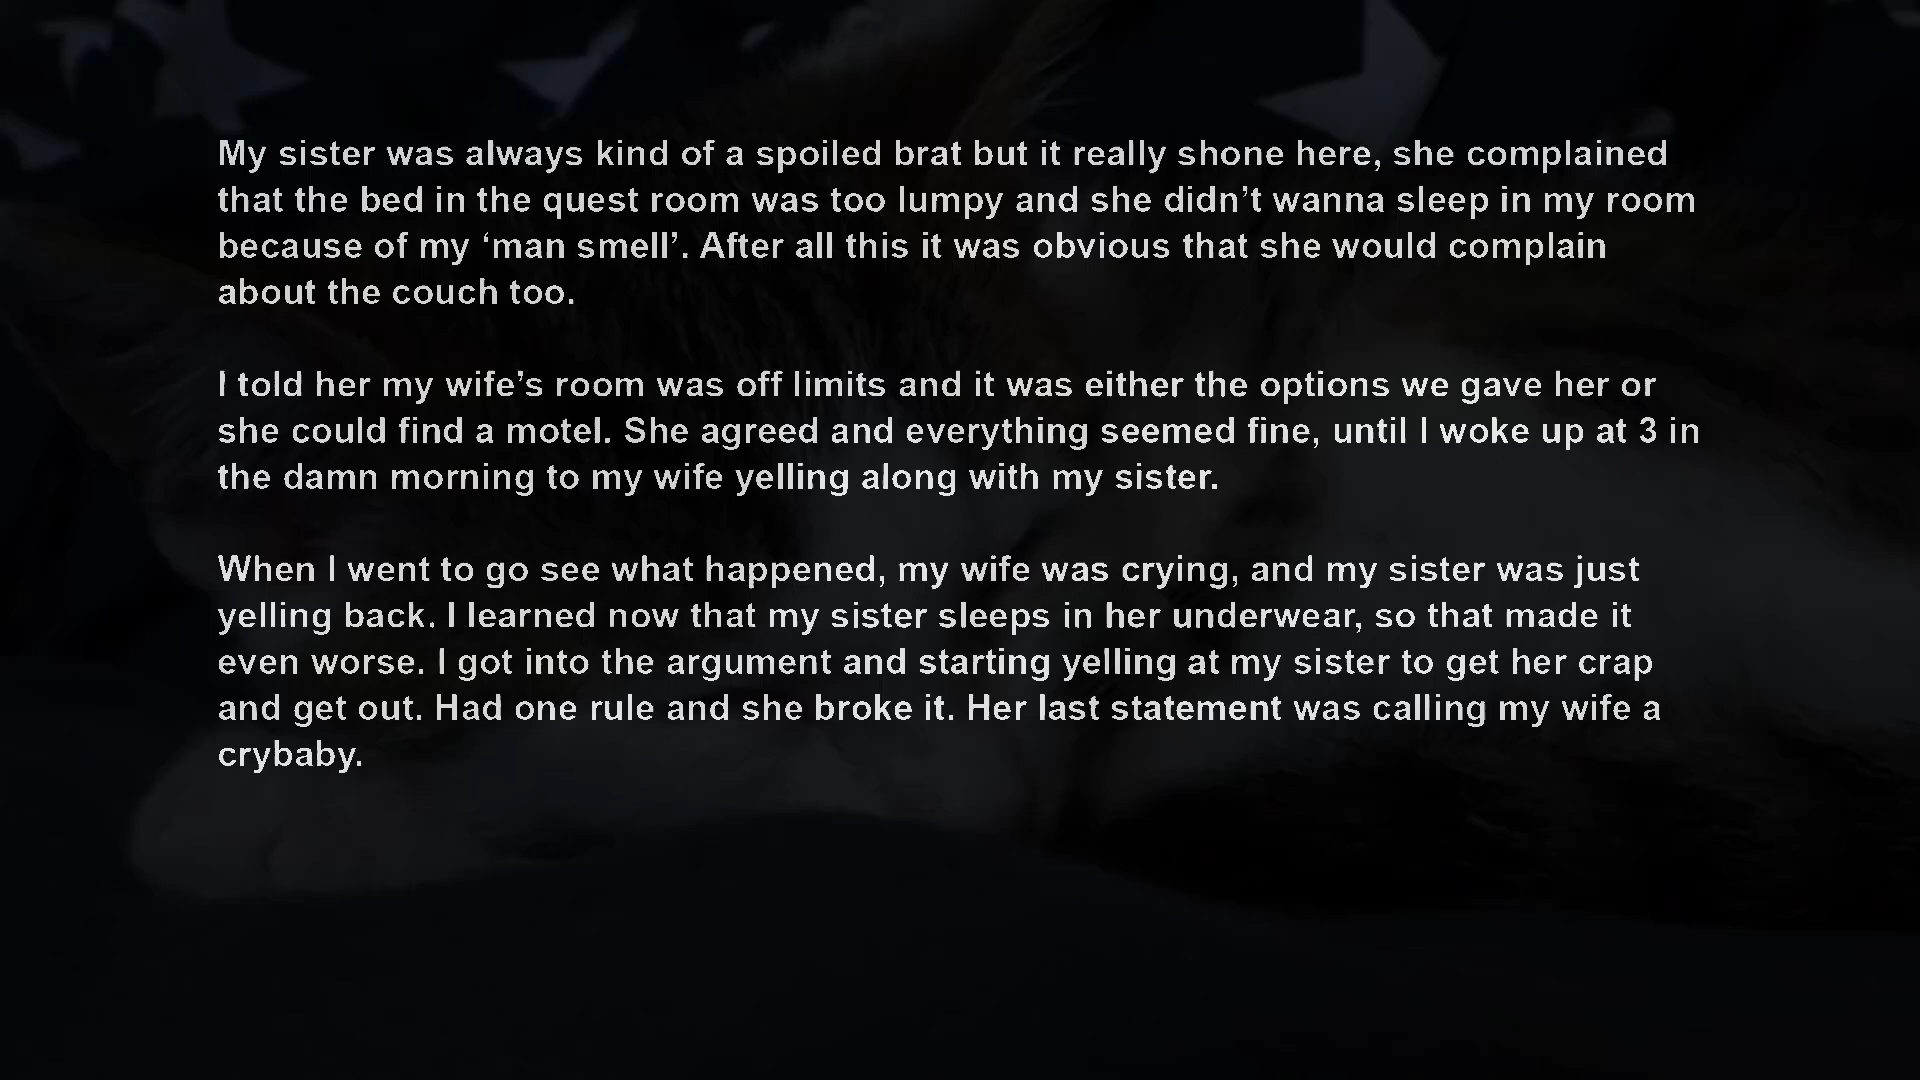 My sister was always kind of a spoiled brat but it really shone here, she complained
that the bed in the quest room was too lumpy and she didn’t wanna sleep in my room
because of my ‘man smell’. After all this it was obvious that she would complain
about the couch too.
I told her my wife’s room was off limits and it was either the options we gave her or
she could find a motel. She agreed and everything seemed fine, until I woke up at 3 in
the damn morning to my wife yelling along with my sister.
When I went to go see what happened, my wife was crying, and my sister was just
yelling back. I learned now that my sister sleeps in her underwear, so that made it
even worse. I got into the argument and starting yelling at my sister to get her crap
and get out. Had one rule and she broke it. Her last statement was calling my wife a
crybaby.